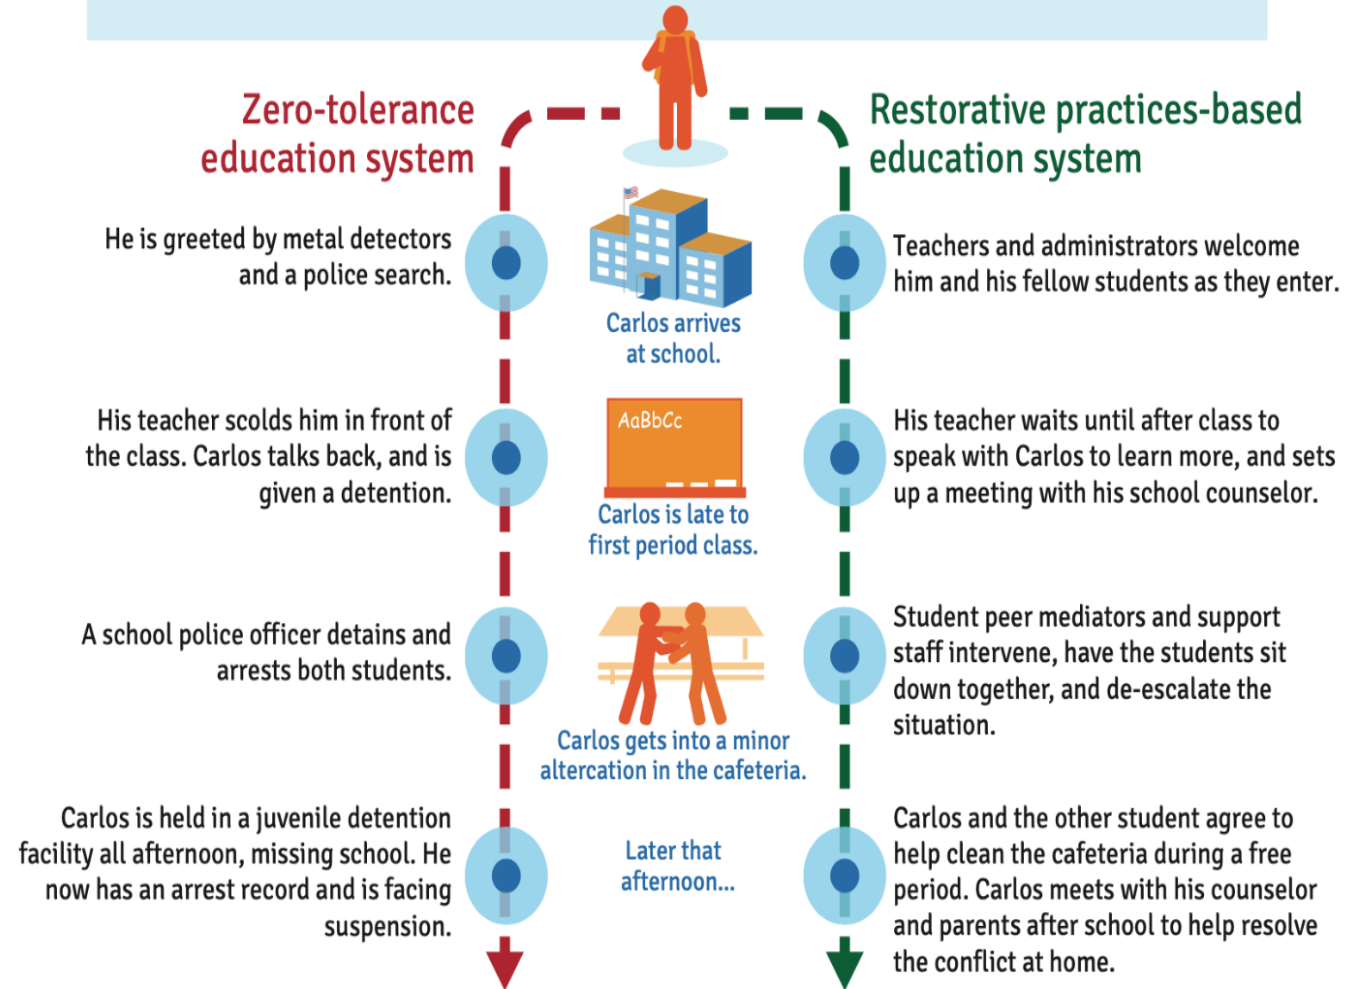 Zero-tolerance
education system
Restorative practices-based
education system
He is greeted by metal detectors
and a police search.
Carlos arrives
at school.
Teachers and administrators welcome
him and his fellow students as they enter.
His teacher scolds him in front of
the class. Carlos talks back, and is
given a detention.
AaBbCc
Carlos is late to
first period class.
His teacher waits until after class to
speak with Carlos to learn more, and sets
up a meeting with his school counselor.
A school police officer detains and
arrests both students.
Carlos gets into a minor
altercation in the cafeteria.
Student peer mediators and support
staff intervene, have the students sit
down together, and de-escalate the
situation.
Carlos is held in a juvenile detention
facility all afternoon, missing school. He
now has an arrest record and is facing
suspension.
Later that
afternoon...
Carlos and the other student agree to
help clean the cafeteria during a free
period. Carlos meets with his counselor
and parents after school to help resolve
the conflict at home.